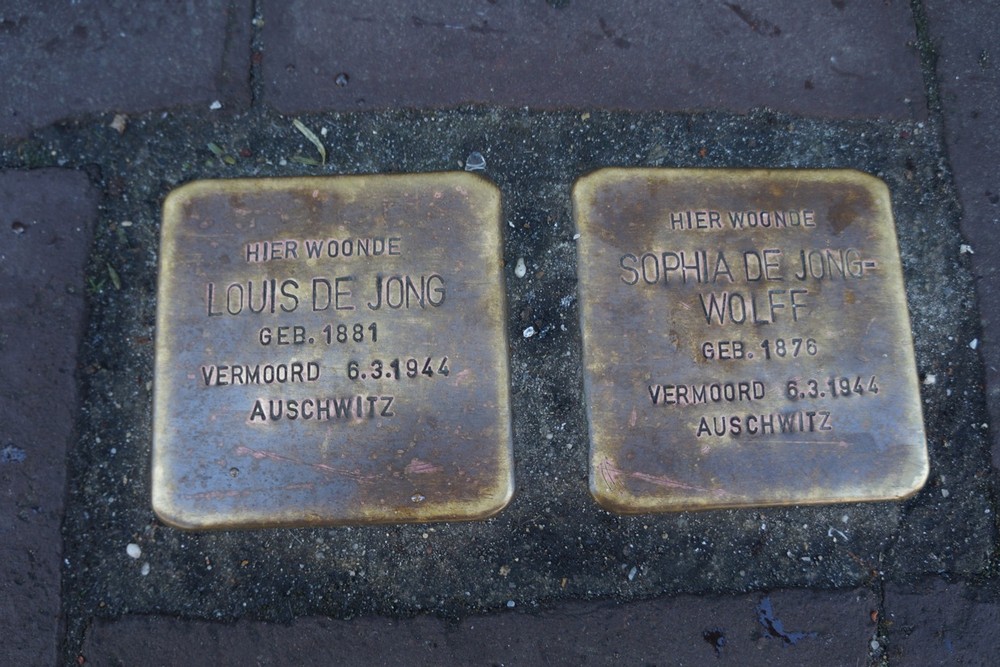 HIER WOONDE
LOUIS DE JONG
GEB. 1881
VERMOORD 6.3.1944
AUSCHWITZ
HIER WOONDE
SOPHIA DE JONG-
WOLFF
GEB. 1876
VERMOORD 6.3.1944
AUSCHWITZ